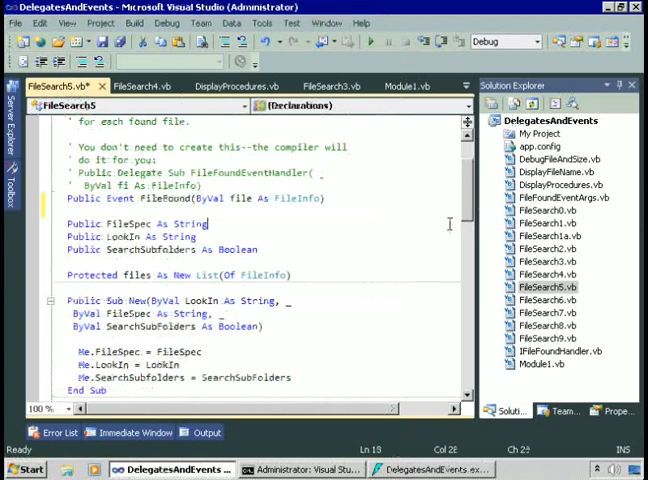 DelegatesAndEvents - Microsoft Visual Studio (Administrator)
File Edit View Project Build Debug Team Data Tools Test Window Help
Debug
FileSearch5.vb* FileSearch4.vb DisplayProcedures.vb FileSearch3.vb Module1.vb
FileSearch5 (Declarations)
Server Explorer
Toolbox
' for each found file.
' You don't need to create this--the compiler will
' do it for you:
' Public Delegate Sub FileFoundEventHandler( _
' ByVal fi As FileInfo)
Public Event FileFound(ByVal file As FileInfo)
Public FileSpec As String
Public LookIn As String
Public SearchSubfolders As Boolean
Protected files As New List(Of FileInfo)
Public Sub New(ByVal LookIn As String, _
ByVal FileSpec As String, _
ByVal SearchSubFolders As Boolean)
Me.FileSpec = FileSpec
Me.LookIn = LookIn
Me.SearchSubfolders = SearchSubFolders
End Sub
100 %
Solution Explorer
DelegatesAndEvents
My Project
app.config
DebugFileAndSize.vb
DisplayFileName.vb
DisplayProcedures.vb
FileFoundEventArgs.vb
FileSearch0.vb
FileSearch1.vb
FileSearch1a.vb
FileSearch2.vb
FileSearch3.vb
FileSearch4.vb
FileSearch5.vb
FileSearch6.vb
FileSearch7.vb
FileSearch8.vb
FileSearch9.vb
IFileFoundHandler.vb
Module1.vb
Soluti... Team... Prope...
Error List Immediate Window Output
Ready Ln 18 Col 28 Ch 28 INS
Start DelegatesAndEvents ... Administrator: Visual Stu... DelegatesAndEvents.ex...